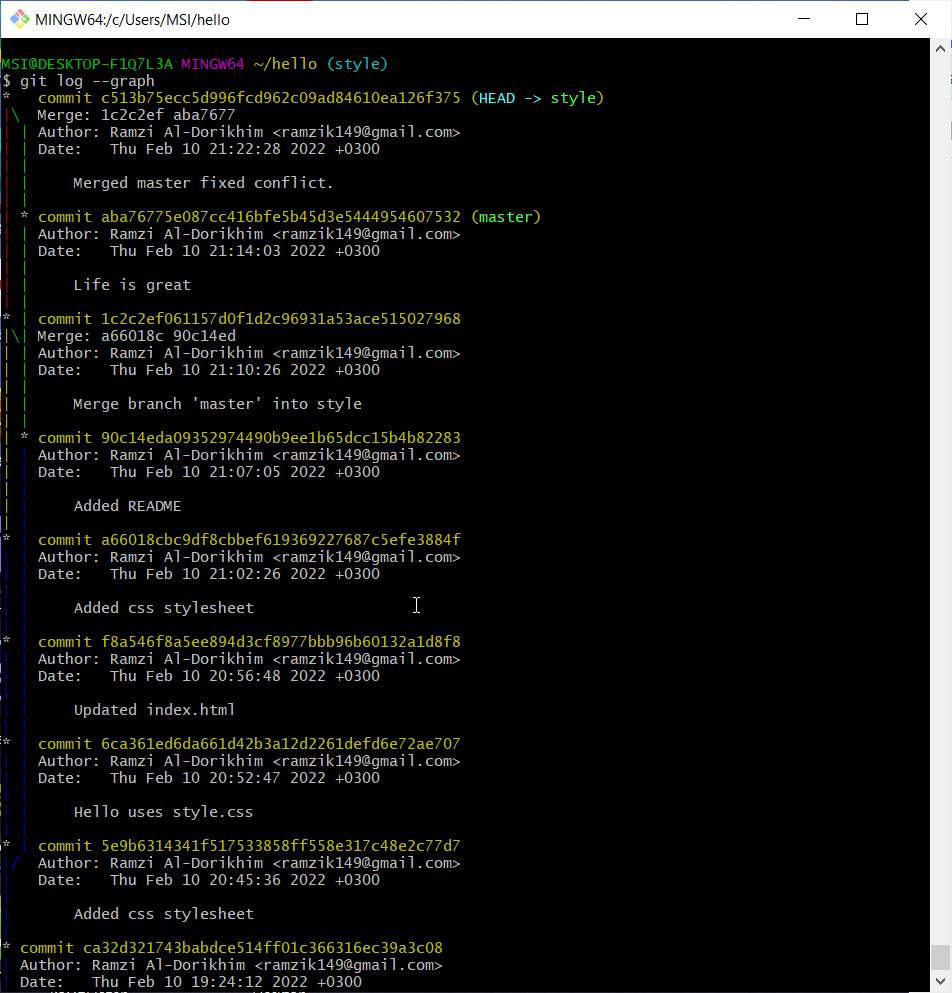 MINGW64:/c/Users/MSI/hello
MSI@DESKTOP-F1Q7L3A MINGW64 ~/hello (style)
$ git log --graph
*   commit c513b75ecc5d996fcd962c09ad84610ea126f375 (HEAD -> style)
|\  Merge: 1c2c2ef aba7677
| | Author: Ramzi Al-Dorikhim <ramzik149@gmail.com>
| | Date:   Thu Feb 10 21:22:28 2022 +0300
| |
| |     Merged master fixed conflict.
| |
| * commit aba76775e087cc416bfe5b45d3e5444954607532 (master)
| | Author: Ramzi Al-Dorikhim <ramzik149@gmail.com>
| | Date:   Thu Feb 10 21:14:03 2022 +0300
| |
| |     Life is great
| |
* | commit 1c2c2ef061157d0f1d2c96931a53ace515027968
|\| Merge: a66018c 90c14ed
| | Author: Ramzi Al-Dorikhim <ramzik149@gmail.com>
| | Date:   Thu Feb 10 21:10:26 2022 +0300
| |
| |     Merge branch 'master' into style
| |
| * commit 90c14eda09352974490b9ee1b65dcc15b4b82283
| | Author: Ramzi Al-Dorikhim <ramzik149@gmail.com>
| | Date:   Thu Feb 10 21:07:05 2022 +0300
| |
| |     Added README
| |
* | commit a66018cbc9df8cbbef619369227687c5efe3884f
| | Author: Ramzi Al-Dorikhim <ramzik149@gmail.com>
| | Date:   Thu Feb 10 21:02:26 2022 +0300
| |
| |     Added css stylesheet
| |
* | commit f8a546f8a5ee894d3cf8977bbb96b60132a1d8f8
| | Author: Ramzi Al-Dorikhim <ramzik149@gmail.com>
| | Date:   Thu Feb 10 20:56:48 2022 +0300
| |
| |     Updated index.html
| |
* | commit 6ca361ed6da661d42b3a12d2261defd6e72ae707
| | Author: Ramzi Al-Dorikhim <ramzik149@gmail.com>
| | Date:   Thu Feb 10 20:52:47 2022 +0300
| |
| |     Hello uses style.css
| |
* | commit 5e9b6314341f517533858ff558e317c48e2c77d7
|/  Author: Ramzi Al-Dorikhim <ramzik149@gmail.com>
|   Date:   Thu Feb 10 20:45:36 2022 +0300
|
|       Added css stylesheet
|
* commit ca32d321743babdce514ff01c366316ec39a3c08
| Author: Ramzi Al-Dorikhim <ramzik149@gmail.com>
| Date:   Thu Feb 10 19:24:12 2022 +0300